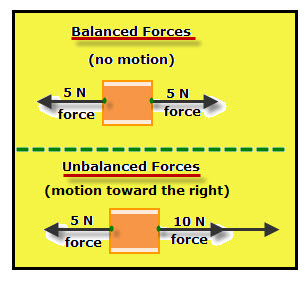 Balanced Forces
(no motion)
5 N 5 N
force force
Unbalanced Forces
(motion toward the right)
5 N 10 N
force force